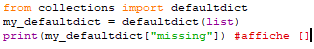 from collections import defaultdict
my_defaultdict = defaultdict(list)
print(my_defaultdict["missing"]) #affiche []